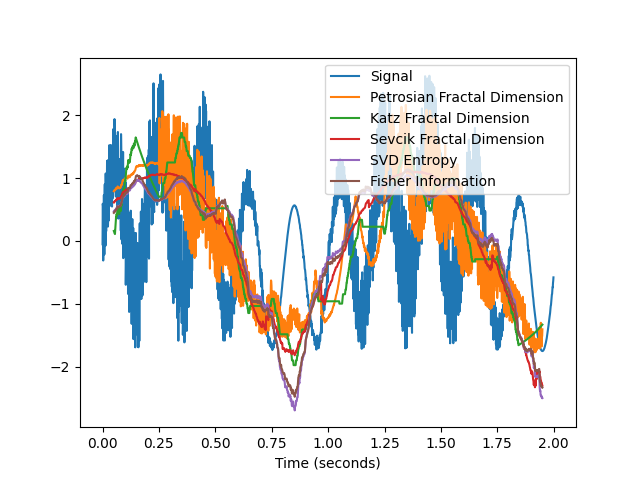 Signal
Petrosian Fractal Dimension
Katz Fractal Dimension
Sevcik Fractal Dimension
SVD Entropy
Fisher Information
2
1
0
−1
−2
0.00 0.25 0.50 0.75 1.00 1.25 1.50 1.75 2.00
Time (seconds)